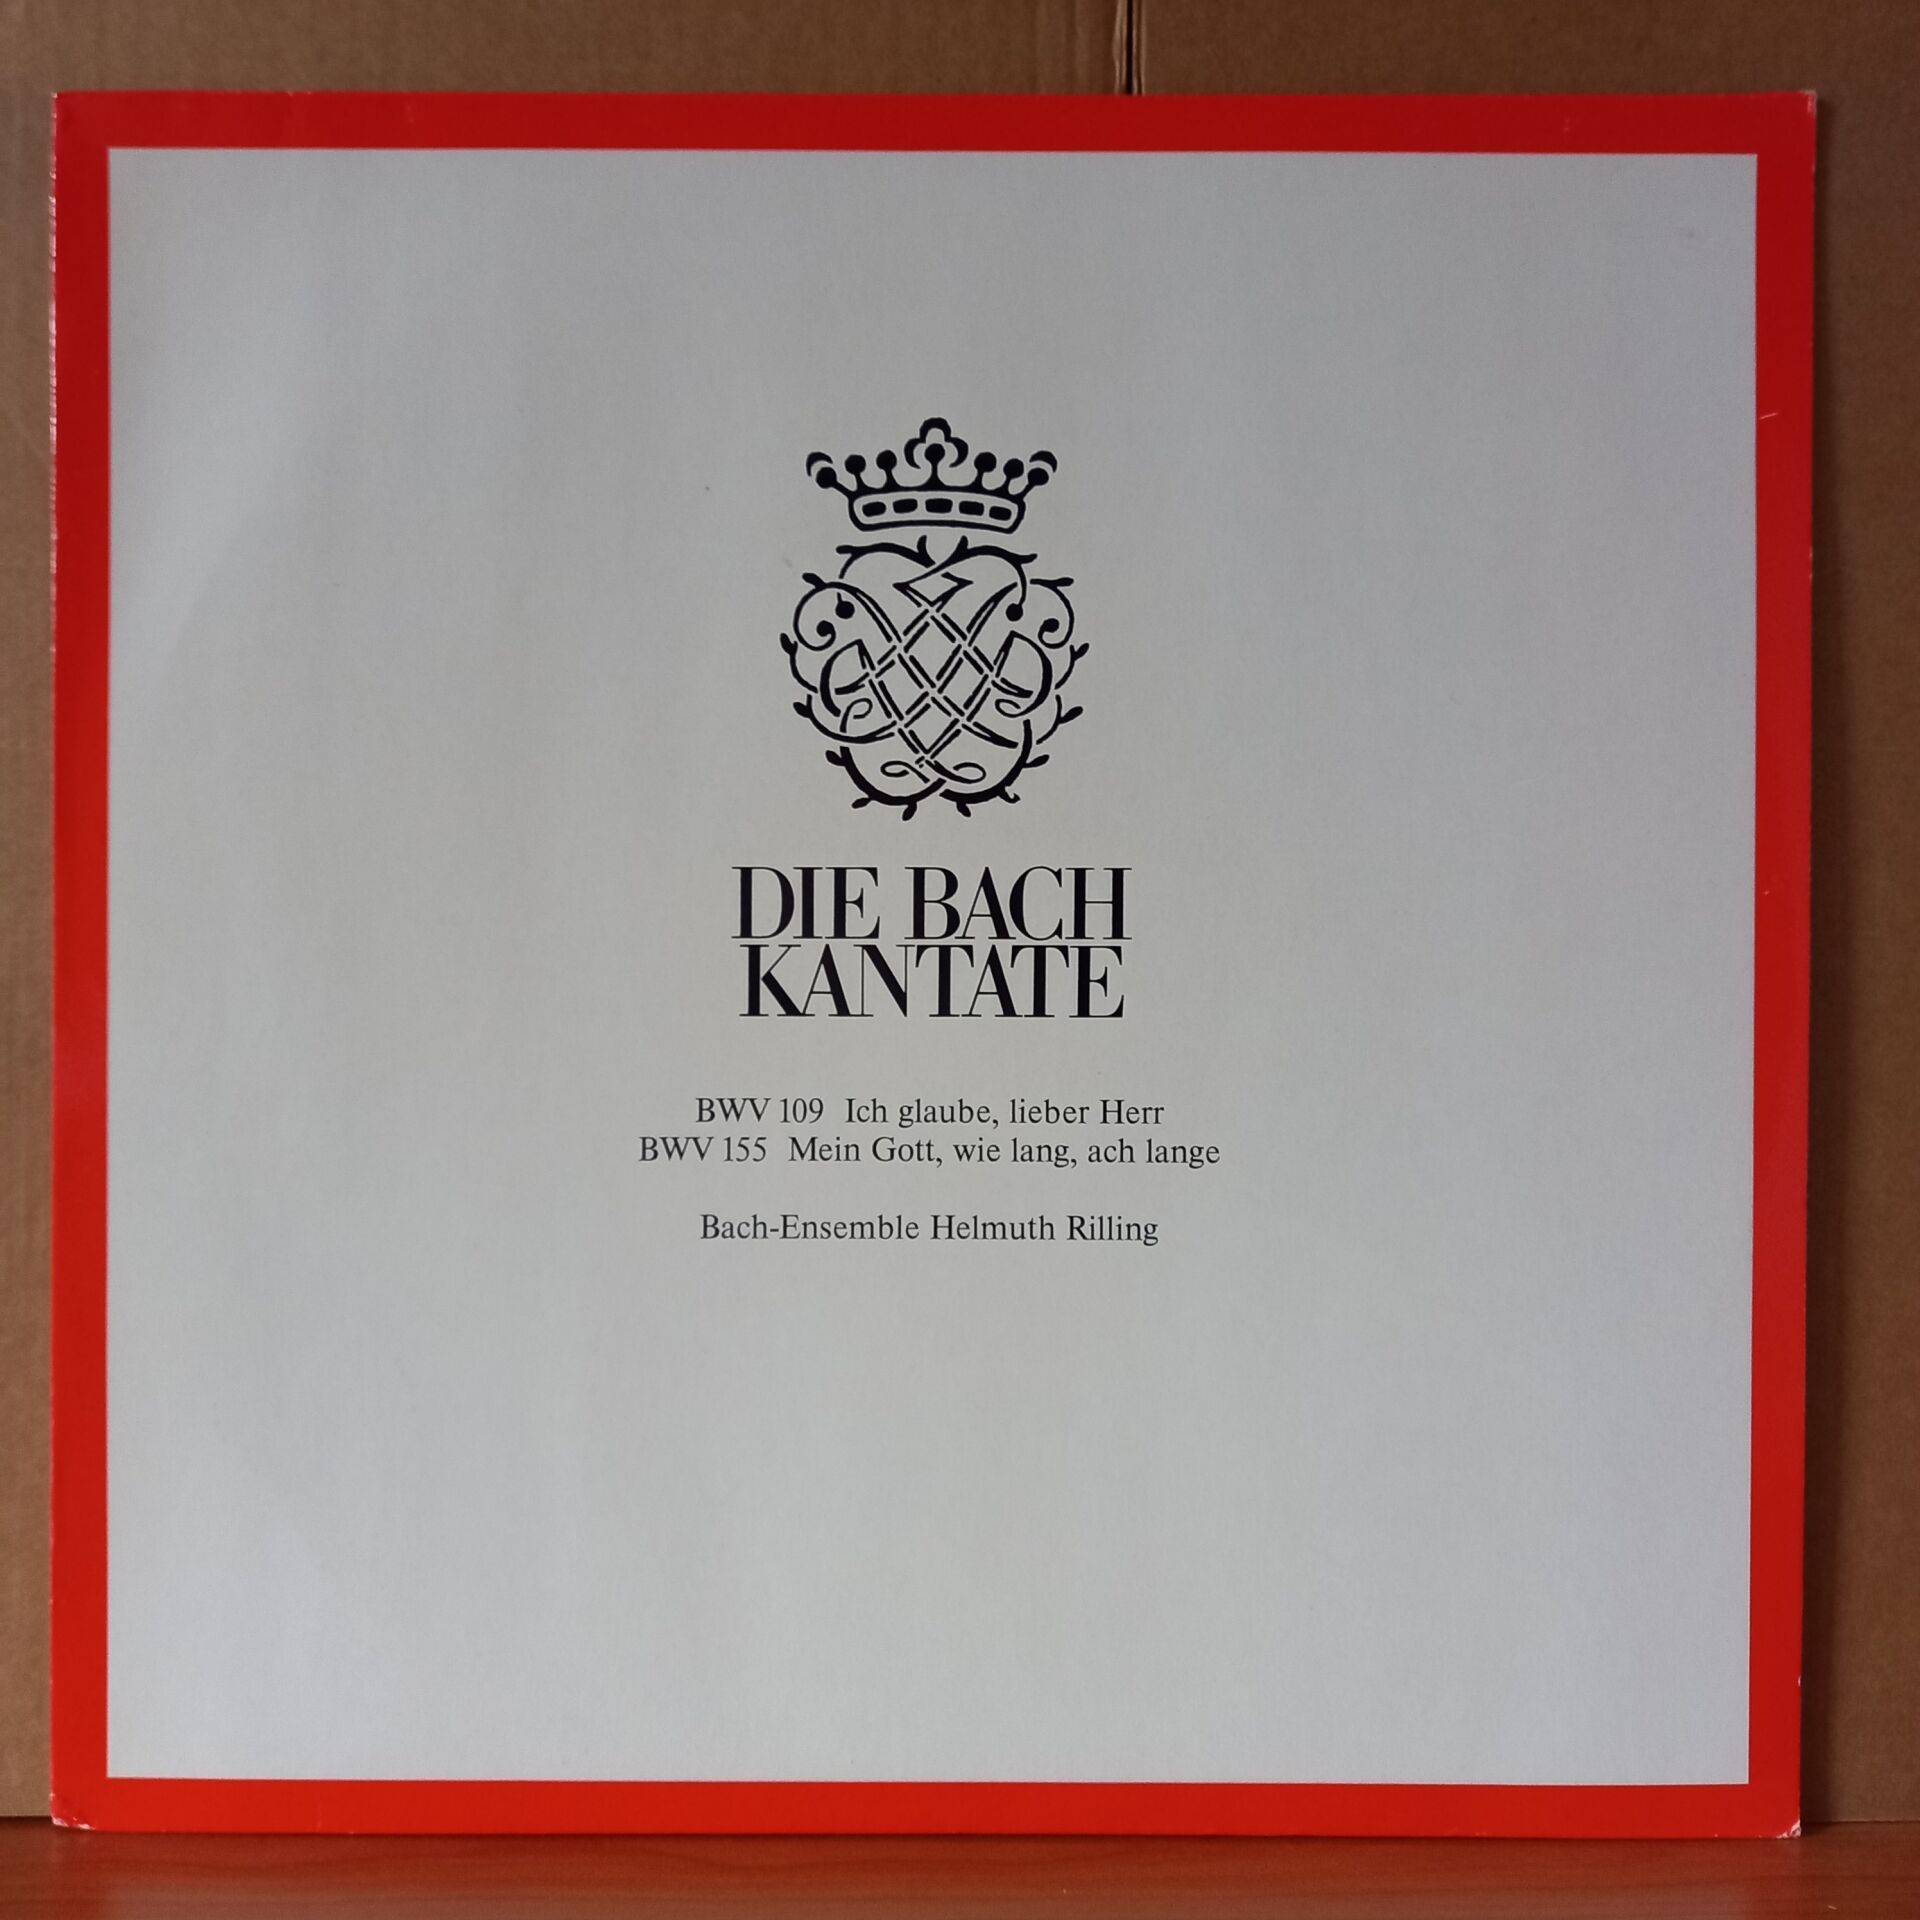 DIE BACH
KANTATE
BWV 109 Ich glaube, lieber Herr
BWV 155 Mein Gott, wie lang, ach lange
Bach-Ensemble Helmuth Rilling